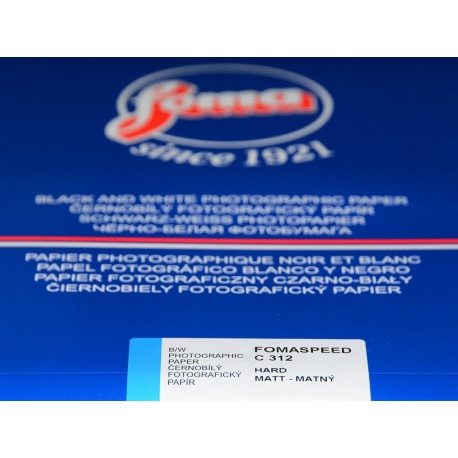 foma
since 1921
BLACK AND WHITE PHOTOGRAPHIC PAPER
ČERNOBÍLÝ FOTOGRAFICKÝ PAPÍR
SCHWARZ-WEISS PHOTOPAPIER
ЧЕРНО-БЕЛАЯ ФОТОБУМАГА
PAPIER PHOTOGRAPHIQUE NOIR ET BLANC
PAPEL FOTOGRÁFICO BLANCO Y NEGRO
PAPIER FOTOGRAFICZNY CZARNO-BIAŁY
ČIERNOBIELY FOTOGRAFICKÝ PAPIER
B/W
PHOTOGRAPHIC
PAPER
ČERNOBÍLÝ
FOTOGRAFICKÝ
PAPÍR
FOMASPEED
C 312
HARD
MATT - MATNÝ